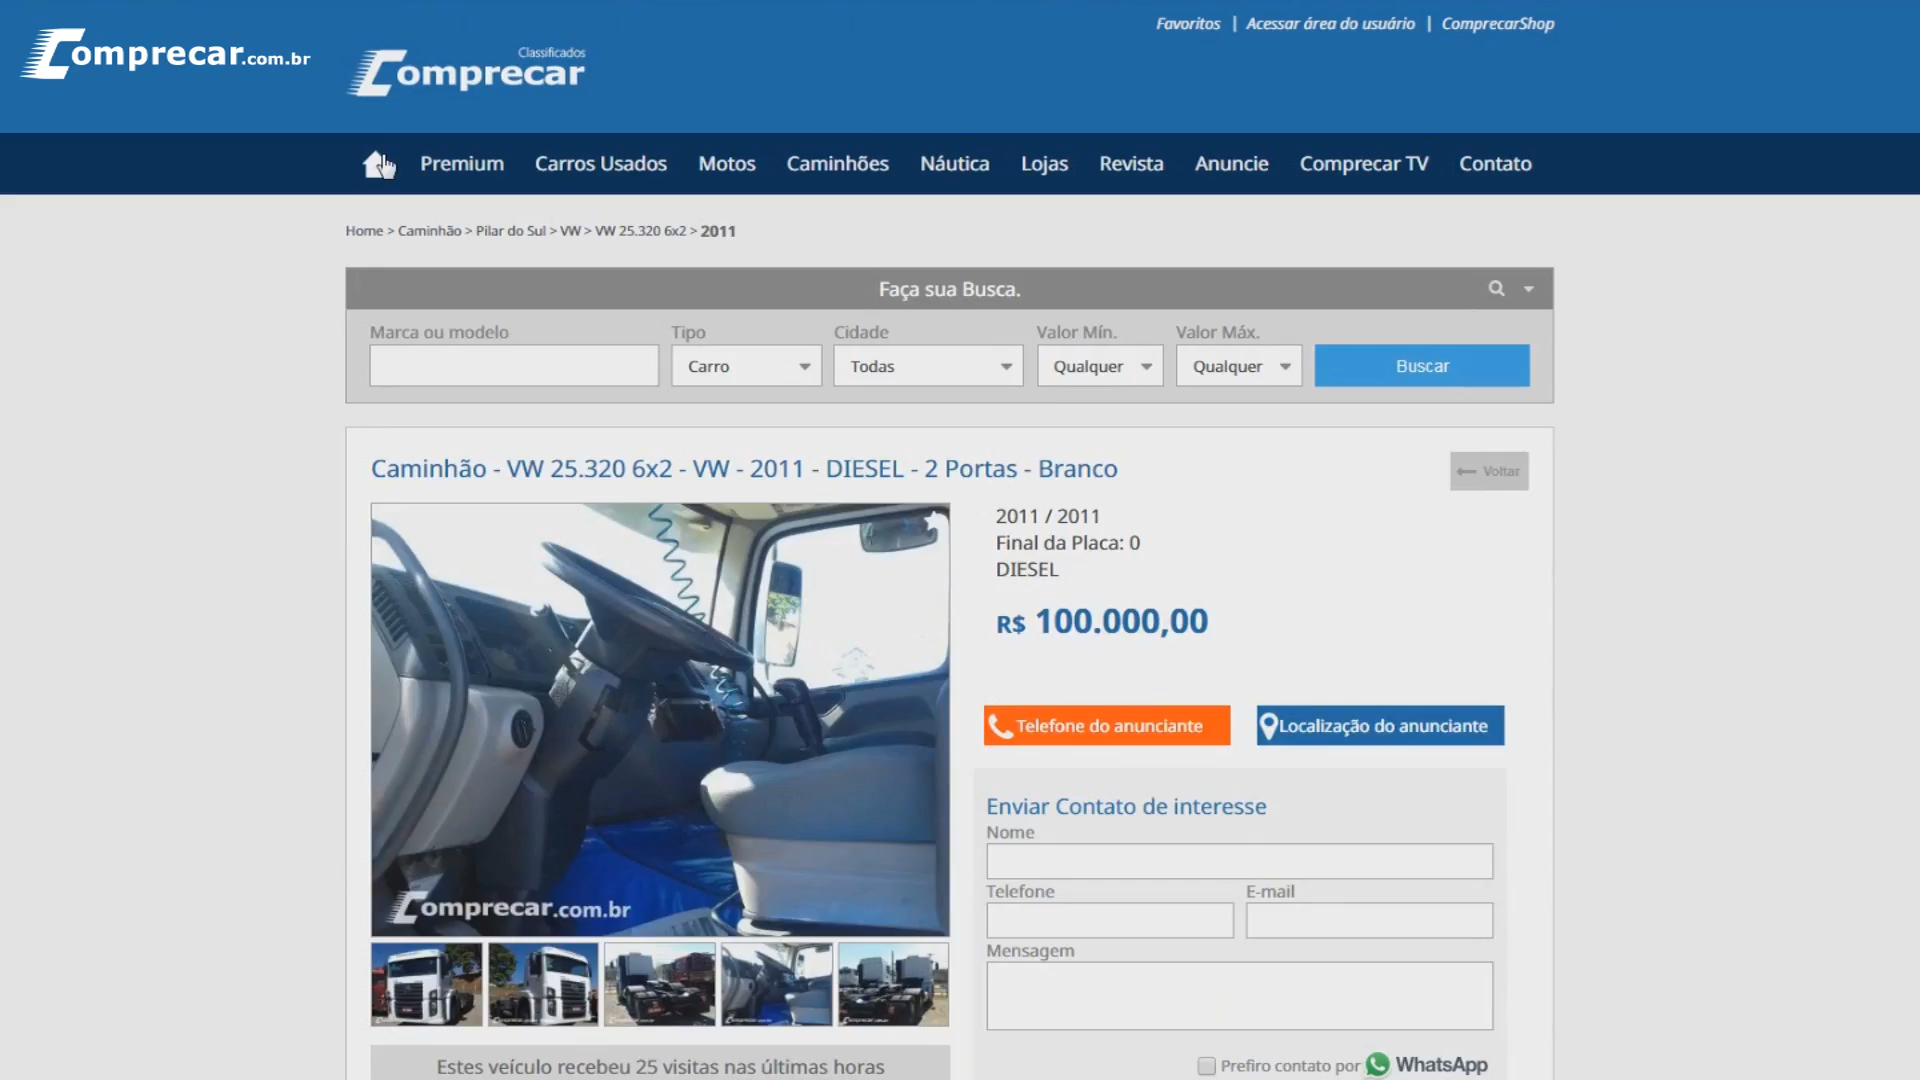 Favoritos | Acessar área do usuário | ComprecarShop
Comprecar.com.br
Classificados
Comprecar
Premium Carros Usados Motos Caminhões Náutica Lojas Revista Anuncie Comprecar TV Contato
Home > Caminhão > Pilar do Sul > VW > VW 25.320 6x2 > 2011
Faça sua Busca.
Marca ou modelo Tipo Cidade Valor Mín. Valor Máx.
Carro Todas Qualquer Qualquer Buscar
Caminhão - VW 25.320 6x2 - VW - 2011 - DIESEL - 2 Portas - Branco
Voltar
2011 / 2011
Final da Placa: 0
DIESEL
R$ 100.000,00
Telefone do anunciante Localização do anunciante
Enviar Contato de interesse
Nome
Telefone E-mail
Mensagem
Prefiro contato por WhatsApp
Comprecar.com.br
Estes veículo recebeu 25 visitas nas últimas horas